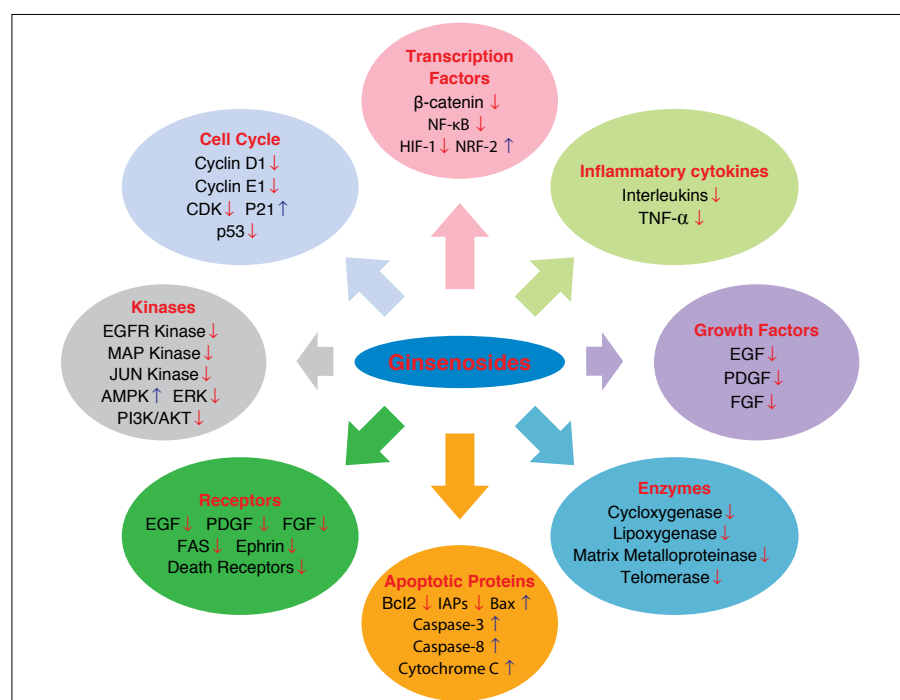 Transcription
Factors
β-catenin ↓
NF-κB ↓
HIF-1 ↓ NRF-2 ↑
Cell Cycle
Cyclin D1 ↓
Cyclin E1 ↓
CDK ↓ P21 ↑
p53 ↓
Inflammatory cytokines
Interleukins ↓
TNF-α ↓
Kinases
EGFR Kinase ↓
MAP Kinase ↓
JUN Kinase ↓
AMPK ↑ ERK ↓
PI3K/AKT ↓
Ginsenosides
Growth Factors
EGF ↓
PDGF ↓
FGF ↓
Receptors
EGF ↓ PDGF ↓ FGF ↓
FAS ↓ Ephrin ↓
Death Receptors ↓
Enzymes
Cycloxygenase ↓
Lipoxygenase ↓
Matrix Metalloproteinase ↓
Telomerase ↓
Apoptotic Proteins
Bcl2 ↓ IAPs ↓ Bax ↑
Caspase-3 ↑
Caspase-8 ↑
Cytochrome C ↑